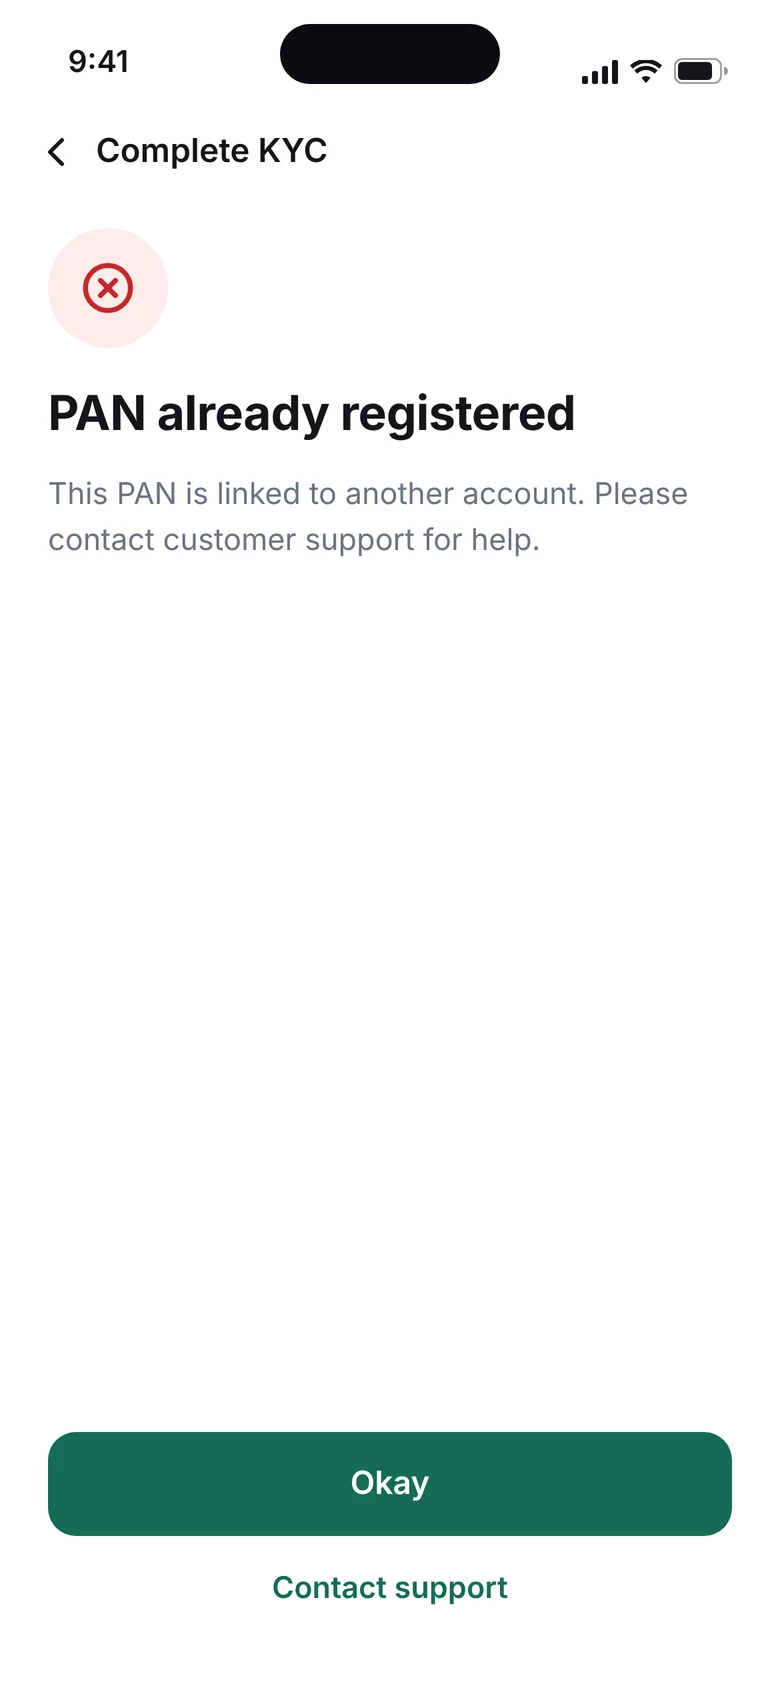 9:41
Complete KYC
PAN already registered
This PAN is linked to another account. Please
contact customer support for help.
Okay
Contact support